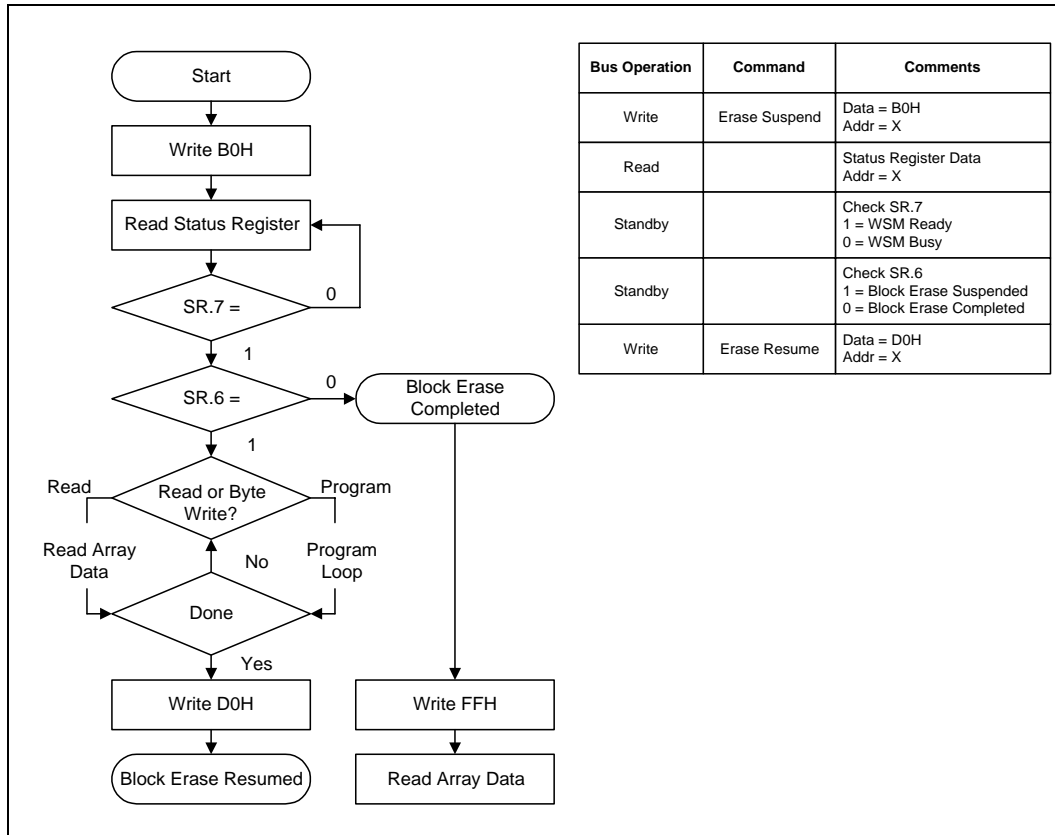 Start
Write B0H
Read Status Register
SR.7 =
0
1
SR.6 =
0
Block Erase
Completed
1
Read
Read or Byte
Write?
Program
Read Array
Data
No
Program
Loop
Done
Yes
Write D0H
Write FFH
Block Erase Resumed
Read Array Data
Bus Operation Command Comments
Write Erase Suspend Data = B0H
Addr = X
Read Status Register Data
Addr = X
Standby Check SR.7
1 = WSM Ready
0 = WSM Busy
Standby Check SR.6
1 = Block Erase Suspended
0 = Block Erase Completed
Write Erase Resume Data = D0H
Addr = X